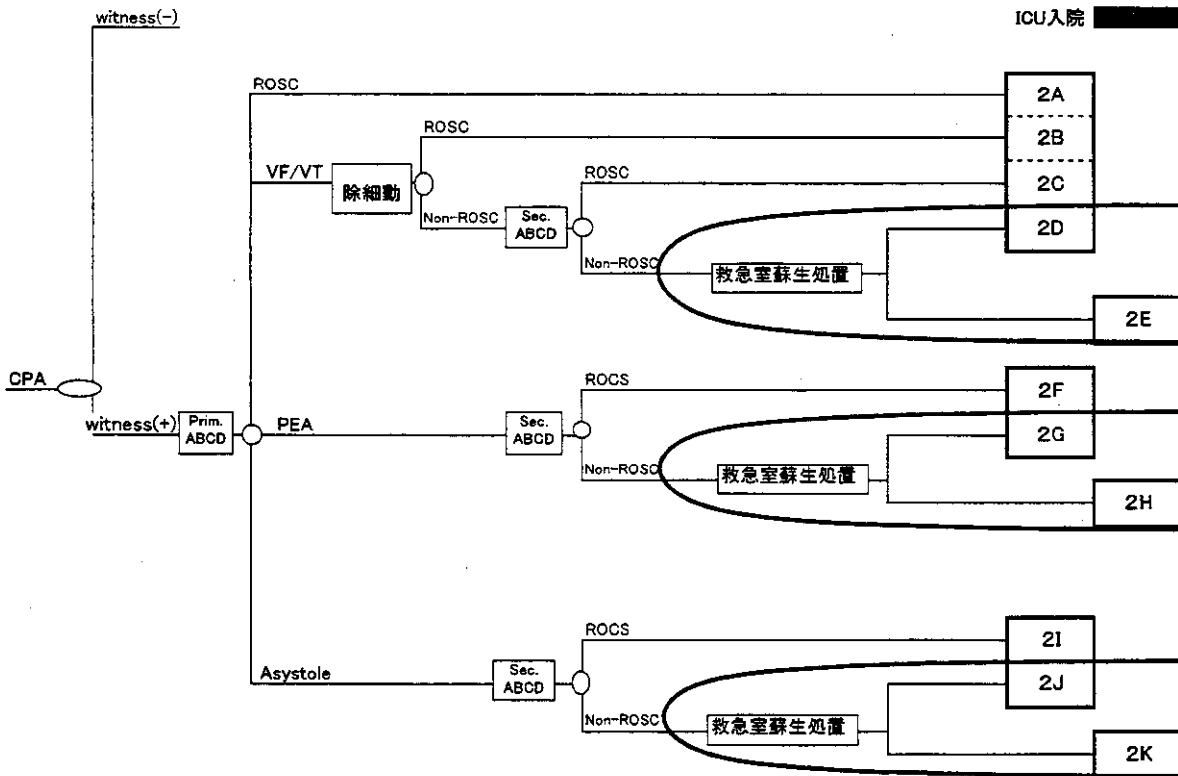 witness(-)
ICU入院
ROSC
2A
ROSC
2B
VF/VT
除細動
ROSC
2C
Non-ROSC
Sec.
ABCD
2D
Non-ROSC
救急室蘇生処置
2E
CPA
ROCS
2F
witness(+)
Prim.
ABCD
PEA
Sec.
ABCD
2G
Non-ROSC
救急室蘇生処置
2H
ROCS
2I
Asystole
Sec.
ABCD
2J
Non-ROSC
救急室蘇生処置
2K